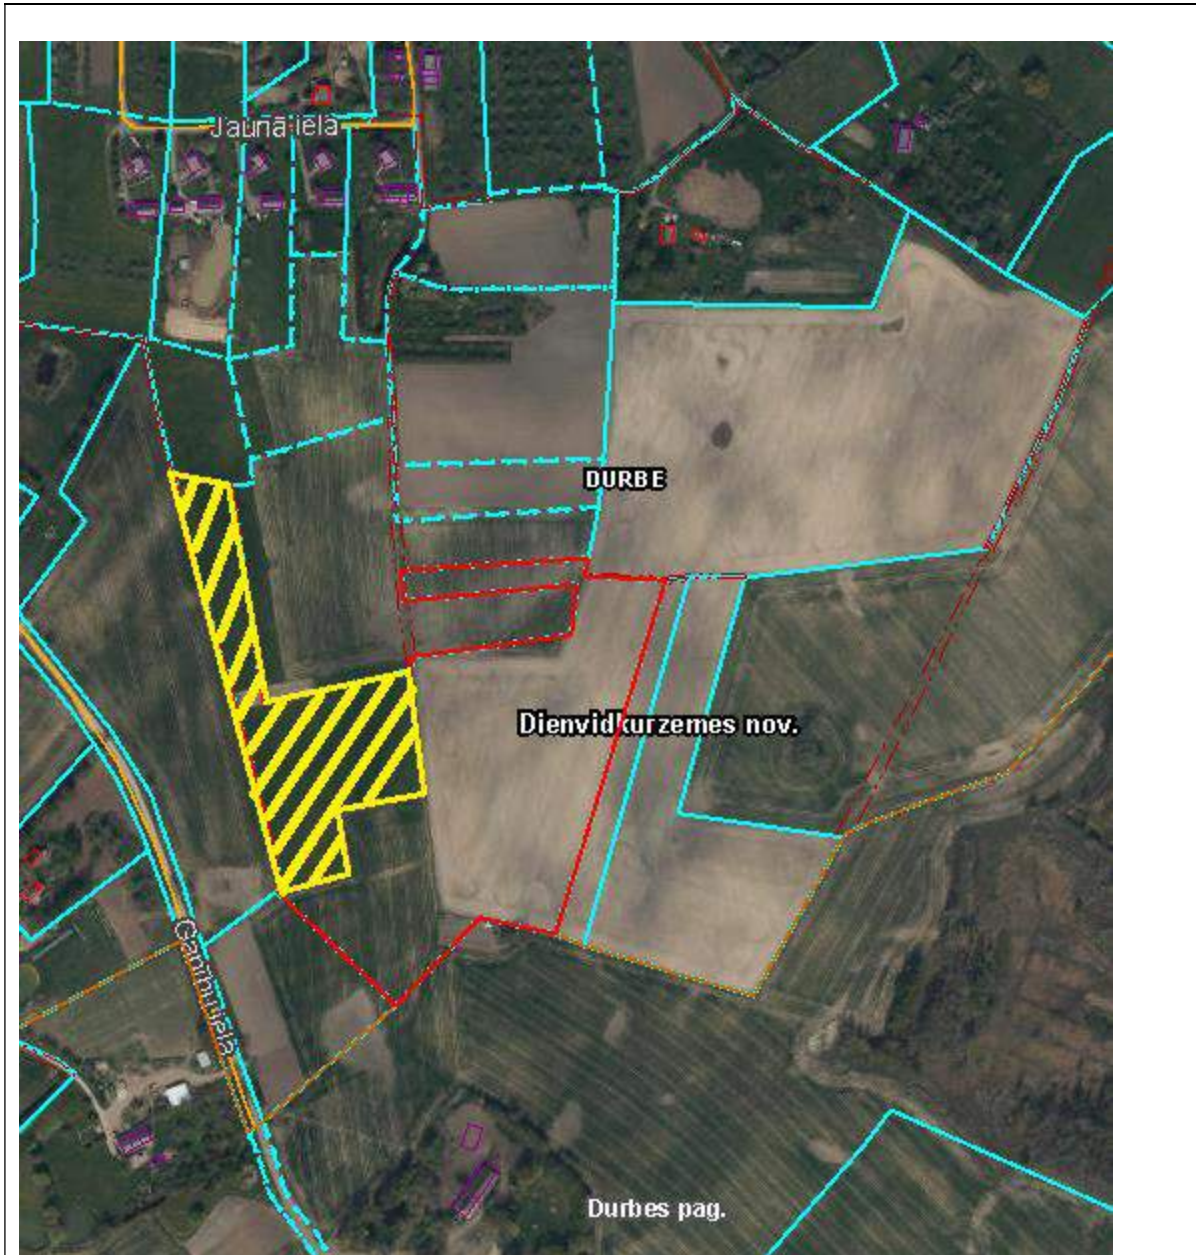 Jaunā iela
DURBE
Dienvidkurzemes nov.
Ganību iela
Durbes pag.